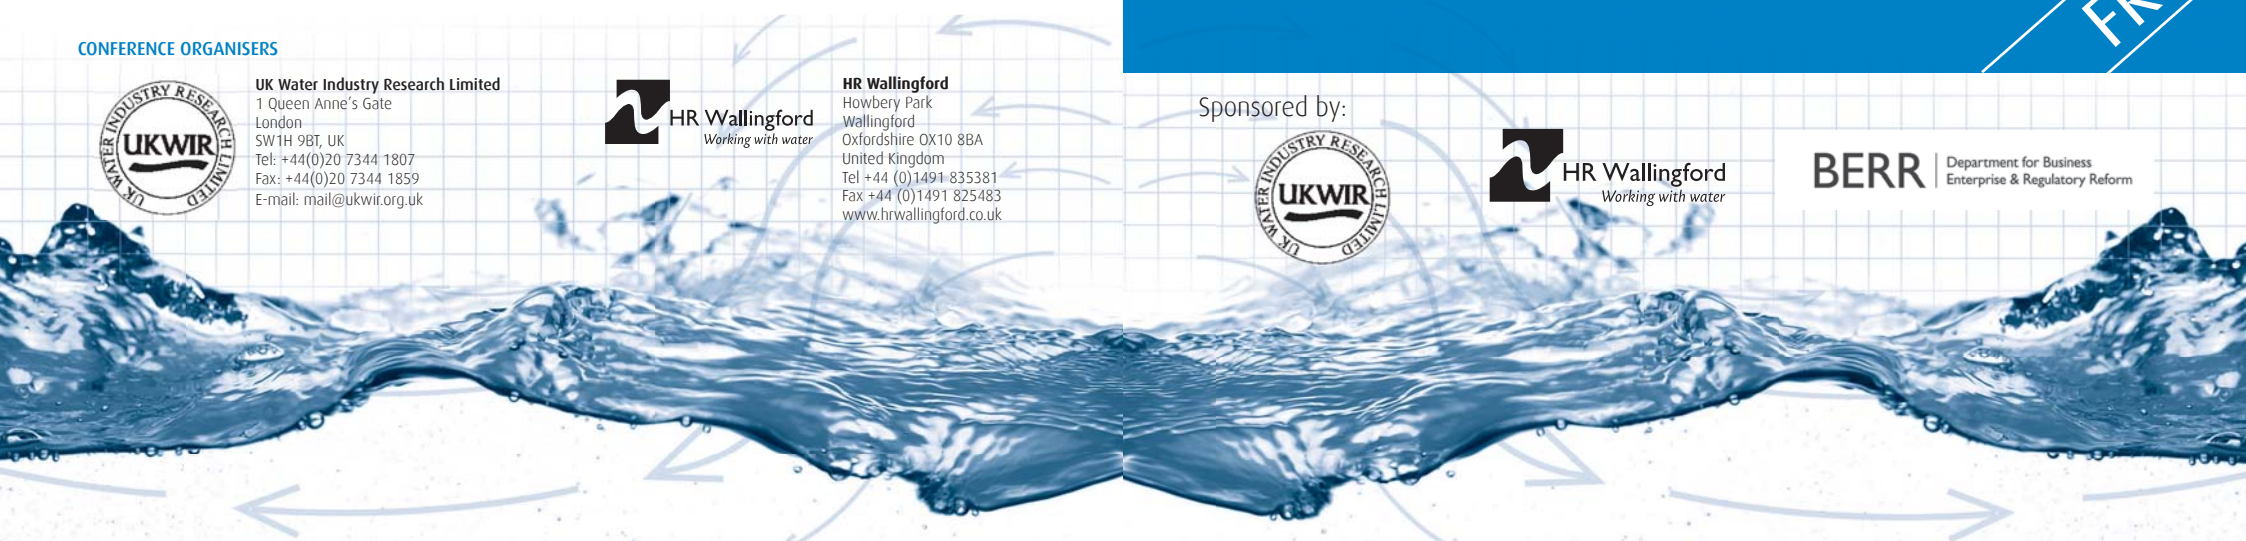 CONFERENCE ORGANISERS
UK WATER INDUSTRY RESEARCH LIMITED
UKWIR
UK Water Industry Research Limited
1 Queen Anne's Gate
London
SW1H 9BT, UK
Tel: +44(0)20 7344 1807
Fax: +44(0)20 7344 1859
E-mail: mail@ukwir.org.uk
HR Wallingford
Working with water
HR Wallingford
Howbery Park
Wallingford
Oxfordshire OX10 8BA
United Kingdom
Tel +44 (0)1491 835381
Fax +44 (0)1491 825483
www.hrwallingford.co.uk
Sponsored by:
UK WATER INDUSTRY RESEARCH LIMITED
UKWIR
HR Wallingford
Working with water
BERR
Department for Business
Enterprise & Regulatory Reform